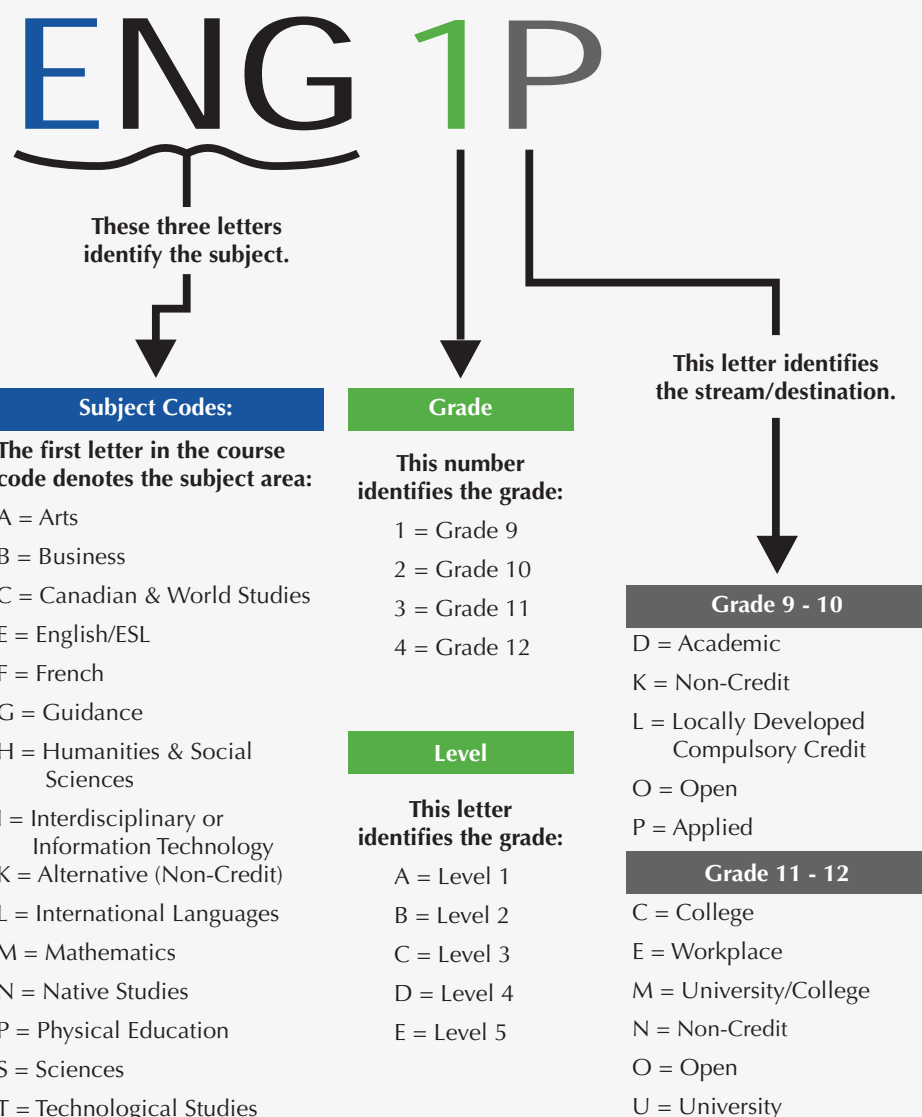 ENG 1P
These three letters
identify the subject.
Subject Codes:
The first letter in the course
code denotes the subject area:
A = Arts
B = Business
C = Canadian & World Studies
E = English/ESL
F = French
G = Guidance
H = Humanities & Social
Sciences
I = Interdisciplinary or
Information Technology
K = Alternative (Non-Credit)
L = International Languages
M = Mathematics
N = Native Studies
P = Physical Education
S = Sciences
T = Technological Studies
Grade
This number
identifies the grade:
1 = Grade 9
2 = Grade 10
3 = Grade 11
4 = Grade 12
Level
This letter
identifies the grade:
A = Level 1
B = Level 2
C = Level 3
D = Level 4
E = Level 5
This letter identifies
the stream/destination.
Grade 9 - 10
D = Academic
K = Non-Credit
L = Locally Developed
Compulsory Credit
O = Open
P = Applied
Grade 11 - 12
C = College
E = Workplace
M = University/College
N = Non-Credit
O = Open
U = University